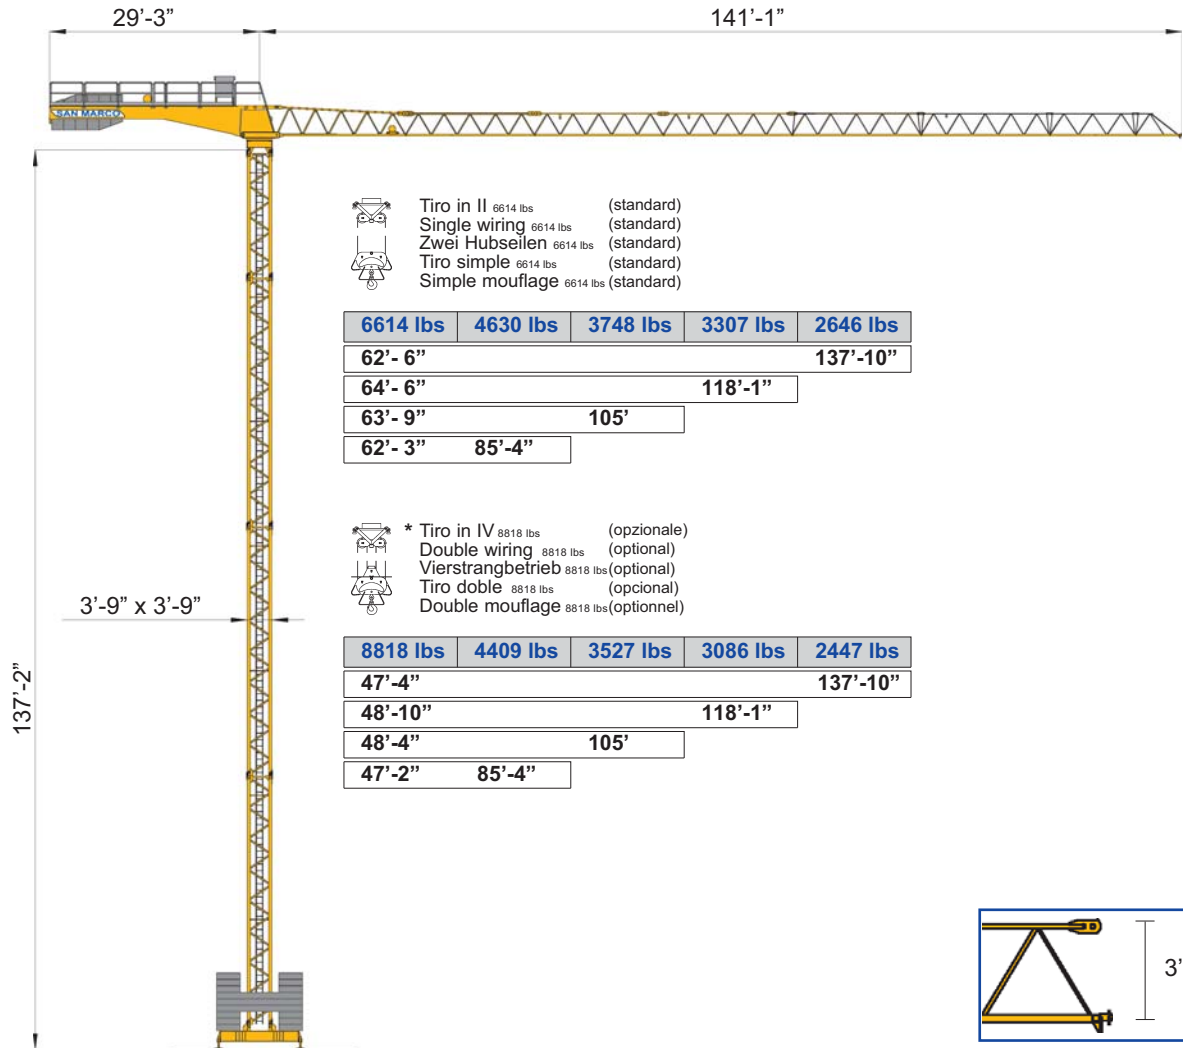 29’-3” 141’-1”
SAN MARCO
Tiro in II 6614 lbs (standard)
Single wiring 6614 lbs (standard)
Zwei Hubseilen 6614 lbs (standard)
Tiro simple 6614 lbs (standard)
Simple mouflage 6614 lbs (standard)
6614 lbs 4630 lbs 3748 lbs 3307 lbs 2646 lbs
62’- 6” 137’-10”
64’- 6” 118’-1”
63’- 9” 105’
62’- 3” 85’-4”
* Tiro in IV 8818 lbs (opzionale)
Double wiring 8818 lbs (optional)
Vierstrangbetrieb 8818 lbs (optional)
Tiro doble 8818 lbs (opcional)
Double mouflage 8818 lbs (optionnel)
3’-9” x 3’-9”
8818 lbs 4409 lbs 3527 lbs 3086 lbs 2447 lbs
47’-4” 137’-10”
48’-10” 118’-1”
48’-4” 105’
47’-2” 85’-4”
137’-2”
3’